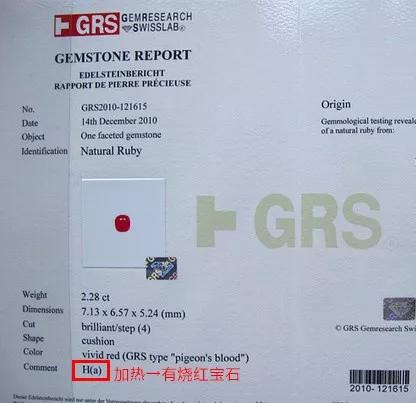 GRS GEMRESEARCH
SWISSLAB®
GEMSTONE REPORT
EDELSTEINBERICHT
RAPPORT DE PIERRE PRÉCIEUSE
No. GRS2010-121615
Date 14th December 2010
Object One faceted gemstone
Identification Natural Ruby
Origin
Gemmological testing reveale
of a natural ruby from:
GRS
Weight 2.28 ct
Dimensions 7.13 x 6.57 x 5.24 (mm)
Cut brilliant/step (4)
Shape cushion
Color vivid red (GRS type "pigeon's blood")
Comment H(a) 加热→有烧红宝石
© GRS Gemresearch Swiss
2010-121615